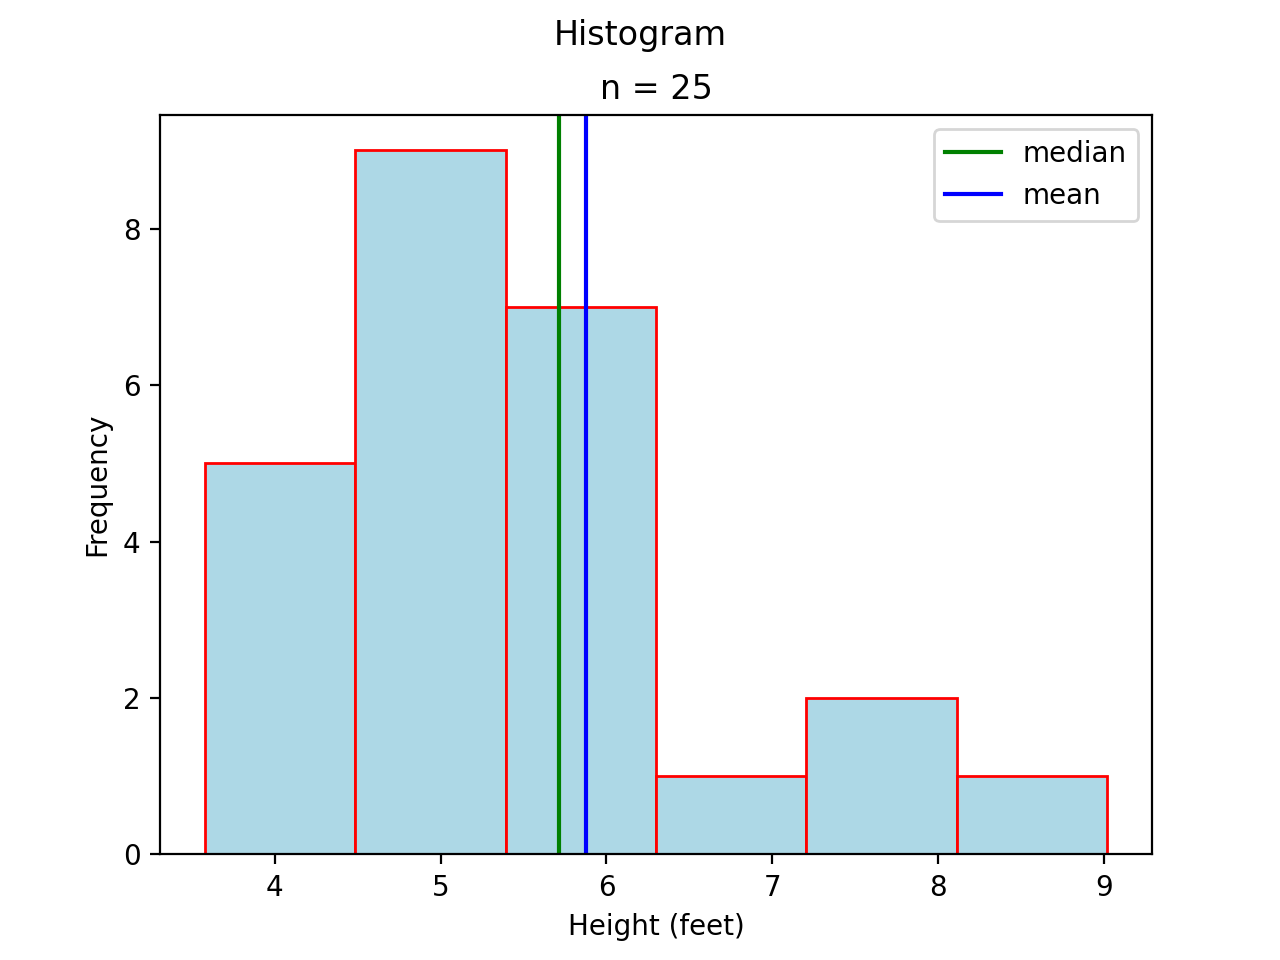 Histogram
n = 25
median
mean
8
6
4
2
0
Frequency
4 5 6 7 8 9
Height (feet)